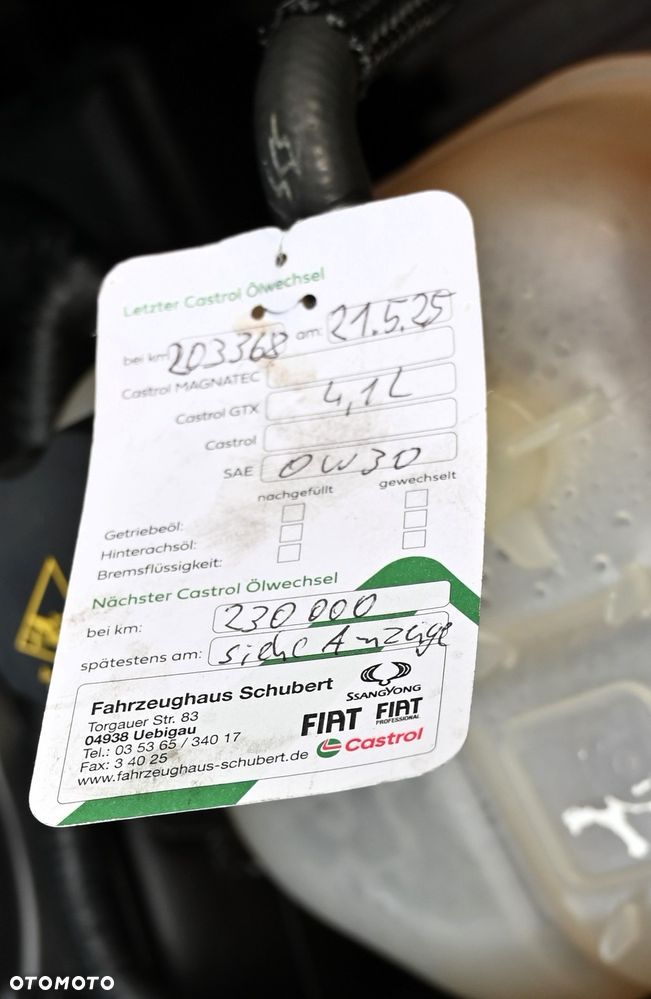 Letzter Castrol Ölwechsel
bei km 203368 am: 21.5.25
Castrol MAGNATEC
Castrol GTX 4,1L
Castrol
SAE 0W30
nachgefüllt gewechselt
Getriebeöl:
Hinterachsöl:
Bremsflüssigkeit:
Nächster Castrol Ölwechsel
bei km: 230 000
spätestens am: siehe Anzeige
Fahrzeughaus Schubert
Torgauer Str. 83
04938 Uebigau
Tel.: 03 53 65 / 340 17
Fax: 3 40 25
www.fahrzeughaus-schubert.de
SSANGYONG
FIAT FIAT
PROFESSIONAL
Castrol
OTOMOTO